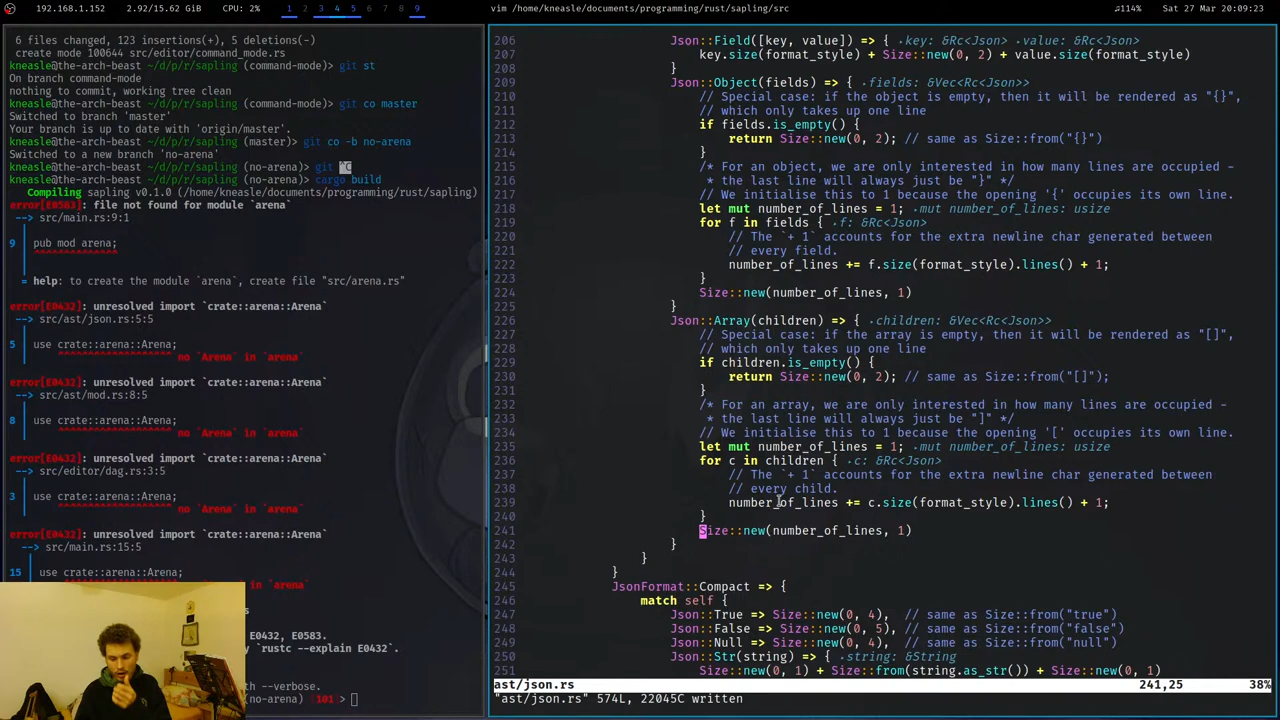 192.168.1.152 2.92/15.62 GiB CPU: 2% 1 2 3 4 5 9 vim /home/kneasle/documents/programming/rust/sapling/src ♫114% Sat 27 Mar 20:09:23
6 files changed, 123 insertions(+), 5 deletions(-)
create mode 100644 src/editor/command_mode.rs
kneasle@the-arch-beast ~/d/p/r/sapling (command-mode)> git st
On branch command-mode
nothing to commit, working tree clean
kneasle@the-arch-beast ~/d/p/r/sapling (command-mode)> git co master
Switched to branch 'master'
Your branch is up to date with 'origin/master'.
kneasle@the-arch-beast ~/d/p/r/sapling (master)> git co -b no-arena
Switched to a new branch 'no-arena'
kneasle@the-arch-beast ~/d/p/r/sapling (no-arena)> git ^C
kneasle@the-arch-beast ~/d/p/r/sapling (no-arena)> cargo build
Compiling sapling v0.1.0 (/home/kneasle/documents/programming/rust/sapling)
error[E0583]: file not found for module `arena`
--> src/main.rs:9:1
9 pub mod arena;
^^^^^^^^^^^^^^
= help: to create the module `arena`, create file "src/arena.rs"
error[E0432]: unresolved import `crate::arena::Arena`
--> src/ast/json.rs:5:5
5 use crate::arena::Arena;
^^^^^^^^^^^^^^^^^^^ no `Arena` in `arena`
error[E0432]: unresolved import `crate::arena::Arena`
--> src/ast/mod.rs:8:5
8 use crate::arena::Arena;
^^^^^^^^^^^^^^^^^^^ no `Arena` in `arena`
error[E0432]: unresolved import `crate::arena::Arena`
--> src/editor/dag.rs:3:5
3 use crate::arena::Arena;
^^^^^^^^^^^^^^^^^^^ no `Arena` in `arena`
error[E0432]: unresolved import `crate::arena::Arena`
--> src/main.rs:15:5
15 use crate::arena::Arena;
in `arena`
E0432, E0583.
`rustc --explain E0432`.
--verbose.
(no-arena) [101]>
206 Json::Field([key, value]) => { ‣key: &Rc<Json> ‣value: &Rc<Json>
207 key.size(format_style) + Size::new(0, 2) + value.size(format_style)
208 }
209 Json::Object(fields) => { ‣fields: &Vec<Rc<Json>>
210 // Special case: if the object is empty, then it will be rendered as "{}",
211 // which only takes up one line
212 if fields.is_empty() {
213 return Size::new(0, 2); // same as Size::from("{}")
214 }
215 /* For an object, we are only interested in how many lines are occupied -
216 * the last line will always just be "}" */
217 // We initialise this to 1 because the opening '{' occupies its own line.
218 let mut number_of_lines = 1; ‣mut number_of_lines: usize
219 for f in fields { ‣f: &Rc<Json>
220 // The `+ 1` accounts for the extra newline char generated between
221 // every field.
222 number_of_lines += f.size(format_style).lines() + 1;
223 }
224 Size::new(number_of_lines, 1)
225 }
226 Json::Array(children) => { ‣children: &Vec<Rc<Json>>
227 // Special case: if the array is empty, then it will be rendered as "[]",
228 // which only takes up one line
229 if children.is_empty() {
230 return Size::new(0, 2); // same as Size::from("[]");
231 }
232 /* For an array, we are only interested in how many lines are occupied -
233 * the last line will always just be "]" */
234 // We initialise this to 1 because the opening '[' occupies its own line.
235 let mut number_of_lines = 1; ‣mut number_of_lines: usize
236 for c in children { ‣c: &Rc<Json>
237 // The `+ 1` accounts for the extra newline char generated between
238 // every child.
239 number_of_lines += c.size(format_style).lines() + 1;
240 }
241 Size::new(number_of_lines, 1)
242 }
243 }
244 }
245 JsonFormat::Compact => {
246 match self {
247 Json::True => Size::new(0, 4), // same as Size::from("true")
248 Json::False => Size::new(0, 5), // same as Size::from("false")
249 Json::Null => Size::new(0, 4), // same as Size::from("null")
250 Json::Str(string) => { ‣string: &String
251 Size::new(0, 1) + Size::from(string.as_str()) + Size::new(0, 1)
ast/json.rs 241,25 38%
"ast/json.rs" 574L, 22045C written